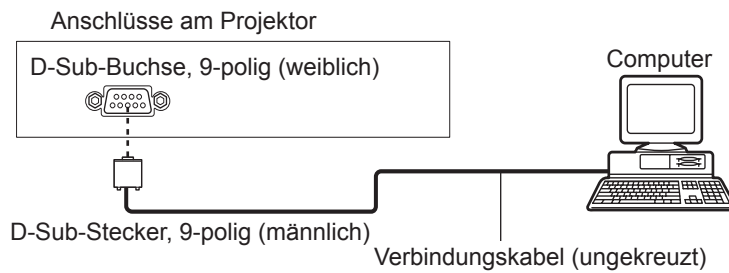 Anschlüsse am Projektor
D-Sub-Buchse, 9-polig (weiblich)
Computer
D-Sub-Stecker, 9-polig (männlich)
Verbindungskabel (ungekreuzt)